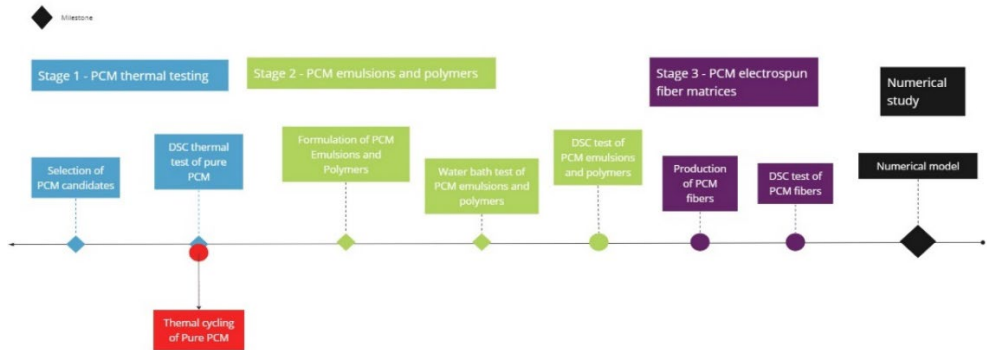 Milestone
Stage 1 - PCM thermal testing
Stage 2 - PCM emulsions and polymers
Stage 3 - PCM electrospun
fiber matrices
Numerical
study
Selection of
PCM candidates
DSC thermal
test of pure
PCM
Formulation of PCM
Emulsions and
Polymers
Water bath test of
PCM emulsions and
polymers
DSC test of
PCM emulsions
and polymers
Production
of PCM
fibers
DSC test of
PCM fibers
Numerical model
Themal cycling
of Pure PCM